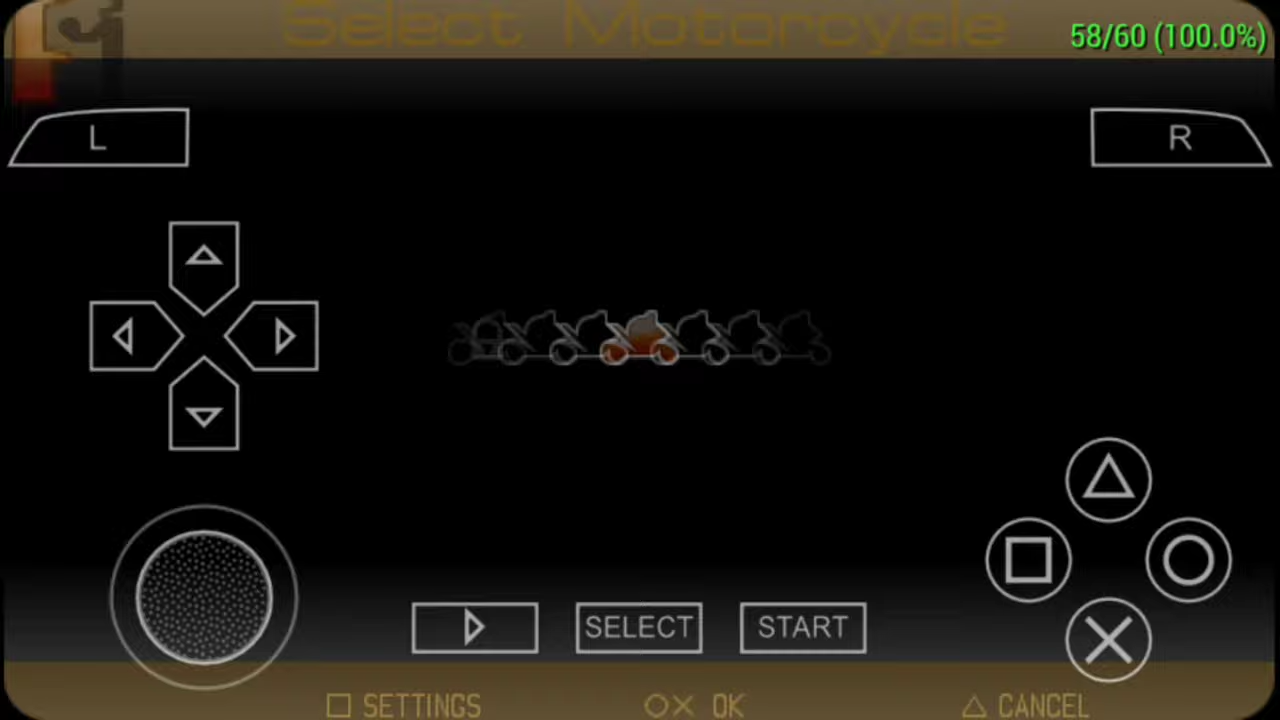 Select Motorcycle
58/60 (100.0%)
L
R
SELECT
START
□ SETTINGS
○× OK
△ CANCEL